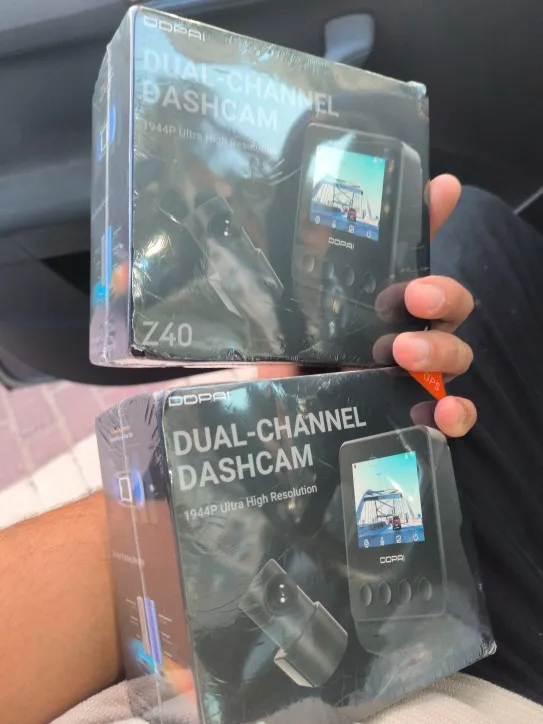 DDPAI
DUAL-CHANNEL
DASHCAM
1944P Ultra High Resolution
DDPAI
Z40
GPS
DDPAI
DUAL-CHANNEL
DASHCAM
1944P Ultra High Resolution
DDPAI